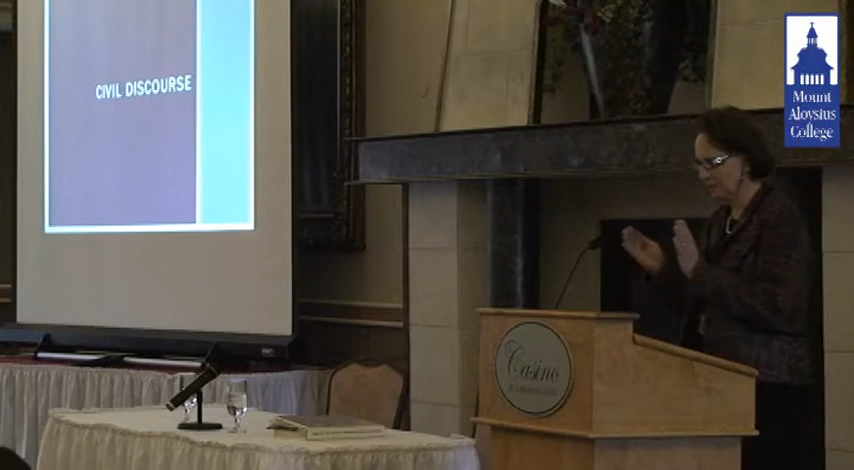 CIVIL DISCOURSE
Mount
Aloysius
College
Casino